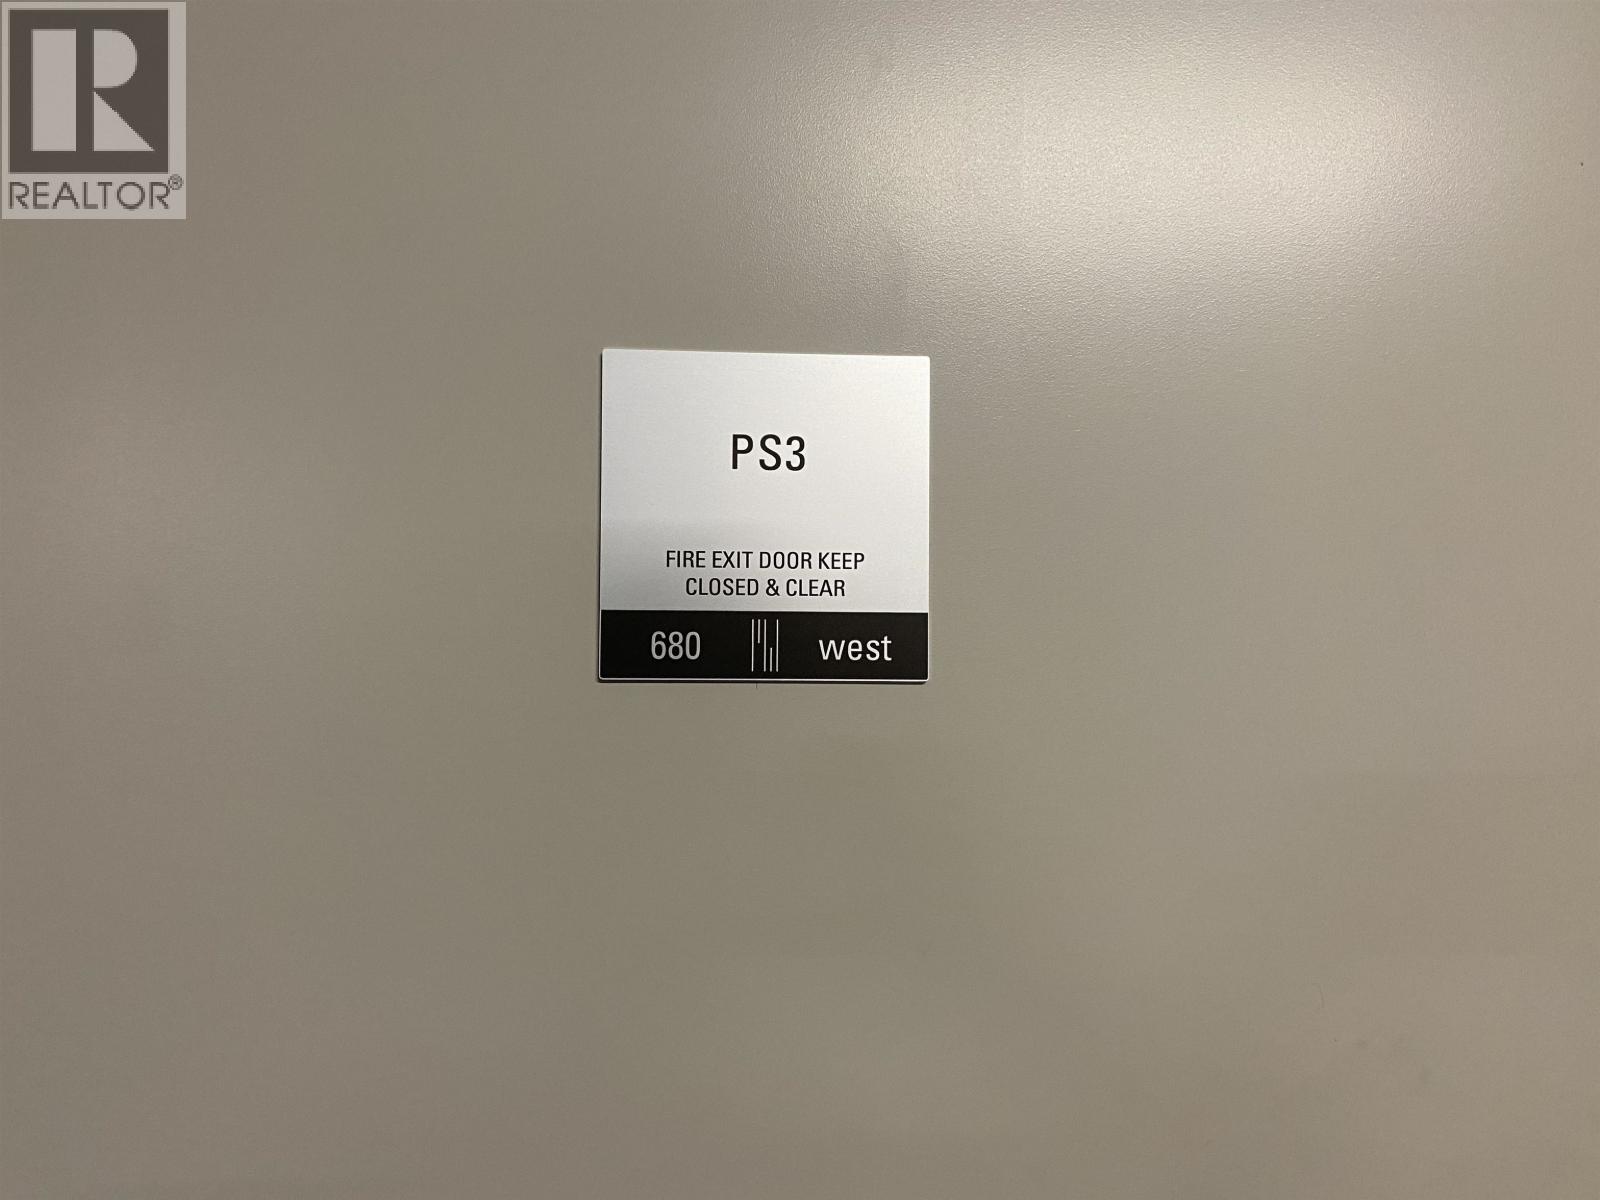 REALTOR®
PS3
FIRE EXIT DOOR KEEP
CLOSED & CLEAR
680 west